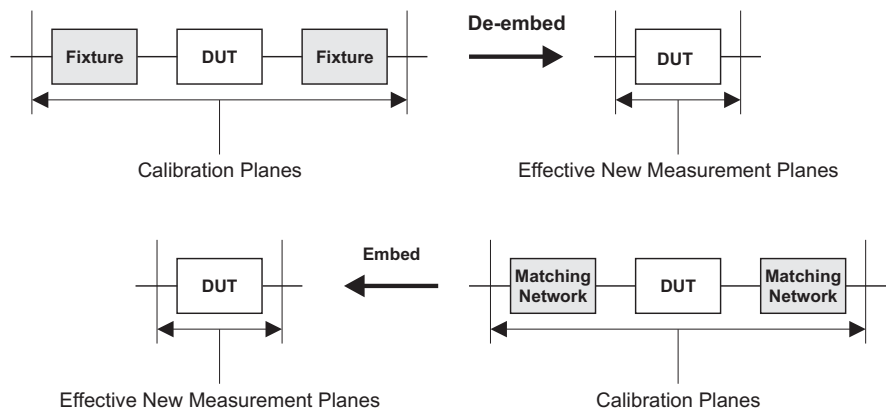 Fixture
DUT
Fixture
De-embed
DUT
Calibration Planes
Effective New Measurement Planes
DUT
Embed
Matching
Network
DUT
Matching
Network
Effective New Measurement Planes
Calibration Planes